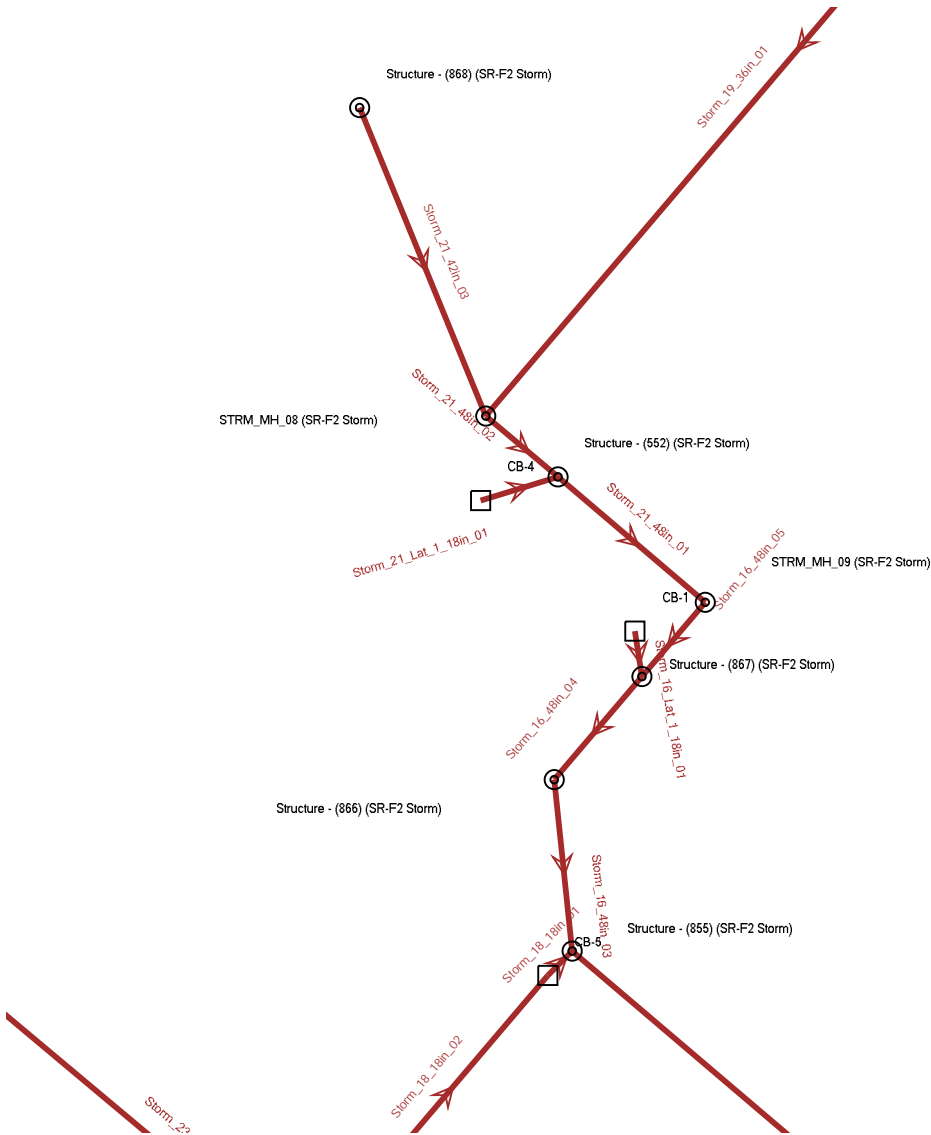 Structure - (868) (SR-F2 Storm)
Storm_19_36in_01
Storm_21_42in_03
Storm_21_48in_02
STRM_MH_08 (SR-F2 Storm)
Structure - (552) (SR-F2 Storm)
CB-4
Storm_21_48in_01
Storm_21_Lat_1_18in_01
Storm_16_48in_05
STRM_MH_09 (SR-F2 Storm)
CB-1
Structure - (867) (SR-F2 Storm)
Storm_16_Lat_1_18in_01
Storm_16_48in_04
Structure - (866) (SR-F2 Storm)
Storm_16_48in_03
Storm_18_18in_01
Structure - (855) (SR-F2 Storm)
CB-5
Storm_18_18in_02
Storm_23